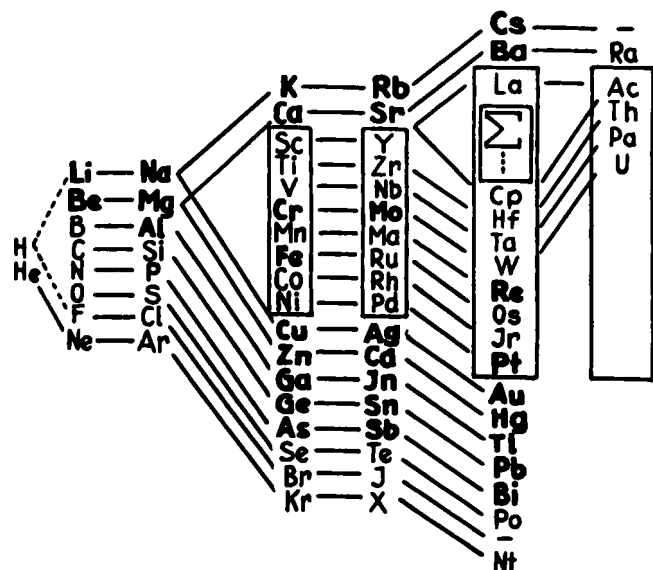 H
He
Li
Be
B
C
N
O
F
Ne
Na
Mg
Al
Si
P
S
Cl
Ar
K
Ca
Sc
Ti
V
Cr
Mn
Fe
Co
Ni
Cu
Zn
Ga
Ge
As
Se
Br
Kr
Rb
Sr
Y
Zr
Nb
Mo
Ma
Ru
Rh
Pd
Ag
Cd
Jn
Sn
Sb
Te
J
X
Cs
Ba
La
Σ
Cp
Hf
Ta
W
Re
Os
Jr
Pt
Au
Hg
Tl
Pb
Bi
Po
–
Nt
–
Ra
Ac
Th
Pa
U